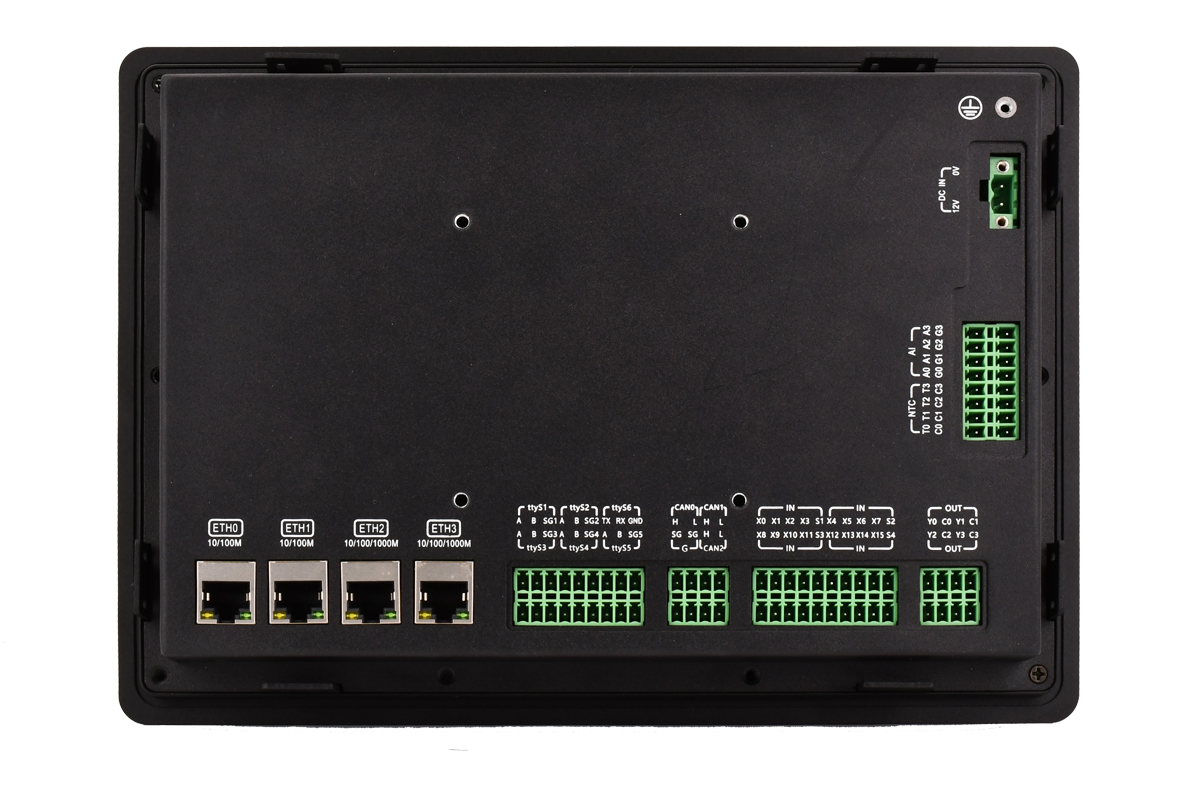 0V
DC IN
12V
AI
A0 A1 A2 A3
G0 G1 G2 G3
NTC
T0 T1 T2 T3
C0 C1 C2 C3
ETH0
10/100M
ETH1
10/100M
ETH2
10/100/1000M
ETH3
10/100/1000M
ttyS1 ttyS2 ttyS6
A B SG1 A B SG2 TX RX GND
A B SG3 A B SG4 A B SG5
ttyS3 ttyS4 ttyS5
CAN0 CAN1
H L H L
SG SG H L
G CAN2
IN IN
X0 X1 X2 X3 S1 X4 X5 X6 X7 S2
X8 X9 X10 X11 S3 X12 X13 X14 X15 S4
IN IN
OUT
Y0 C0 Y1 C1
Y2 C2 Y3 C3
OUT